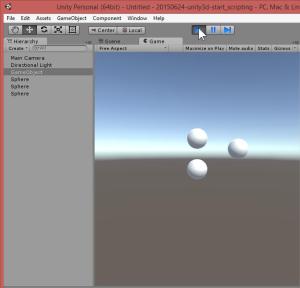 Unity Personal (64bit) - Untitled - 20150624-unity3d-start_scripting - PC, Mac & Lin
File Edit Assets GameObject Component Window Help
Center Local
Hierarchy Scene Game
Create All Free Aspect Maximize on Play Mute audio Stats Gizmos
Main Camera
Directional Light
GameObject
Sphere
Sphere
Sphere